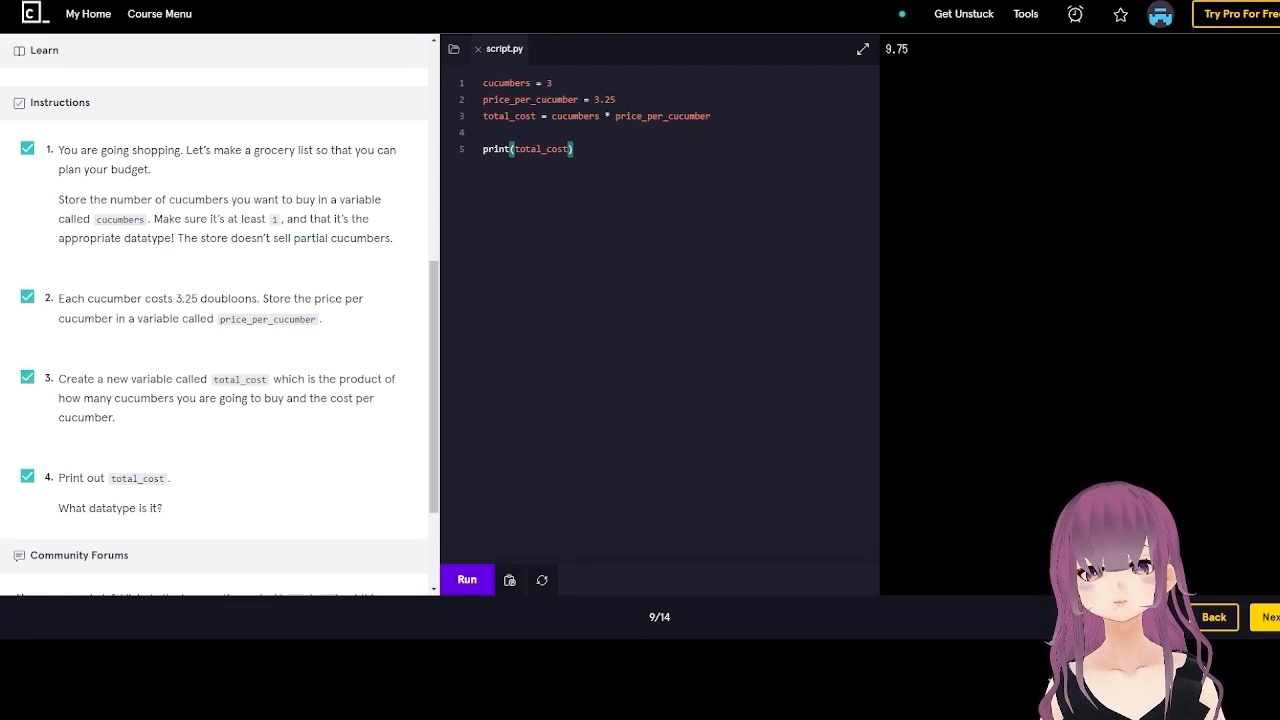 C_ My Home Course Menu Get Unstuck Tools Try Pro For Fre
Learn
Instructions
1. You are going shopping. Let's make a grocery list so that you can
plan your budget.
Store the number of cucumbers you want to buy in a variable
called cucumbers. Make sure it's at least 1, and that it's the
appropriate datatype! The store doesn't sell partial cucumbers.
2. Each cucumber costs 3.25 doubloons. Store the price per
cucumber in a variable called price_per_cucumber.
3. Create a new variable called total_cost which is the product of
how many cucumbers you are going to buy and the cost per
cucumber.
4. Print out total_cost.
What datatype is it?
Community Forums
script.py
1 cucumbers = 3
2 price_per_cucumber = 3.25
3 total_cost = cucumbers * price_per_cucumber
4
5 print(total_cost)
Run
9.75
9/14
Back Nex